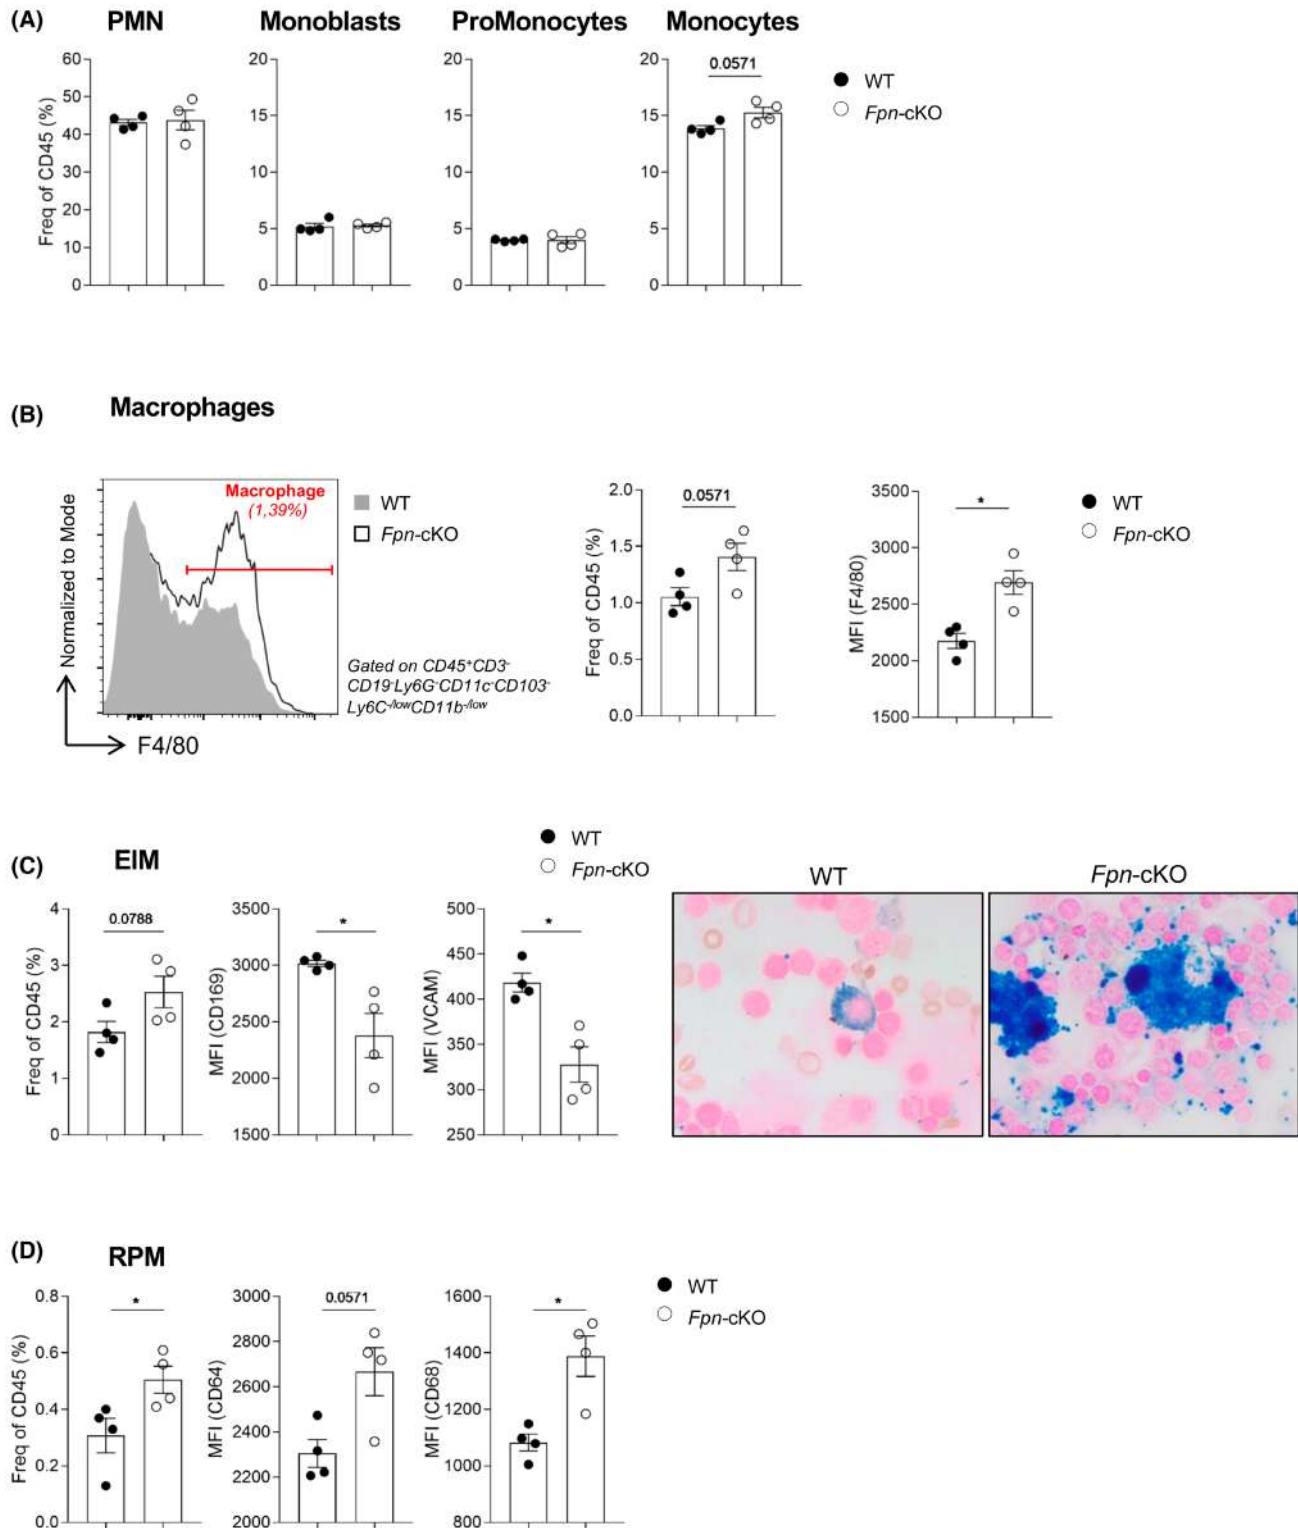 (A)
PMN
Monoblasts
ProMonocytes
Monocytes
Freq of CD45 (%)
60
50
40
30
20
10
0
20
15
10
5
0
20
15
10
5
0
20
15
10
5
0
0.0571
WT
Fpn-cKO
(B)
Macrophages
Normalized to Mode
F4/80
Macrophage
(1,39%)
WT
Fpn-cKO
Gated on CD45⁺CD3⁻
CD19⁻Ly6G⁻CD11c⁻CD103⁻
Ly6C⁻/lowCD11b⁻/low
Freq of CD45 (%)
2.0
1.5
1.0
0.5
0.0
0.0571
MFI (F4/80)
3500
3000
2500
2000
1500
*
WT
Fpn-cKO
(C)
EIM
WT
Fpn-cKO
Freq of CD45 (%)
4
3
2
1
0
0.0788
MFI (CD169)
3500
3000
2500
2000
1500
*
MFI (VCAM)
500
450
400
350
300
250
*
WT
Fpn-cKO
(D)
RPM
Freq of CD45 (%)
0.8
0.6
0.4
0.2
0.0
*
MFI (CD64)
3000
2800
2600
2400
2200
2000
0.0571
MFI (CD68)
1600
1400
1200
1000
800
*
WT
Fpn-cKO